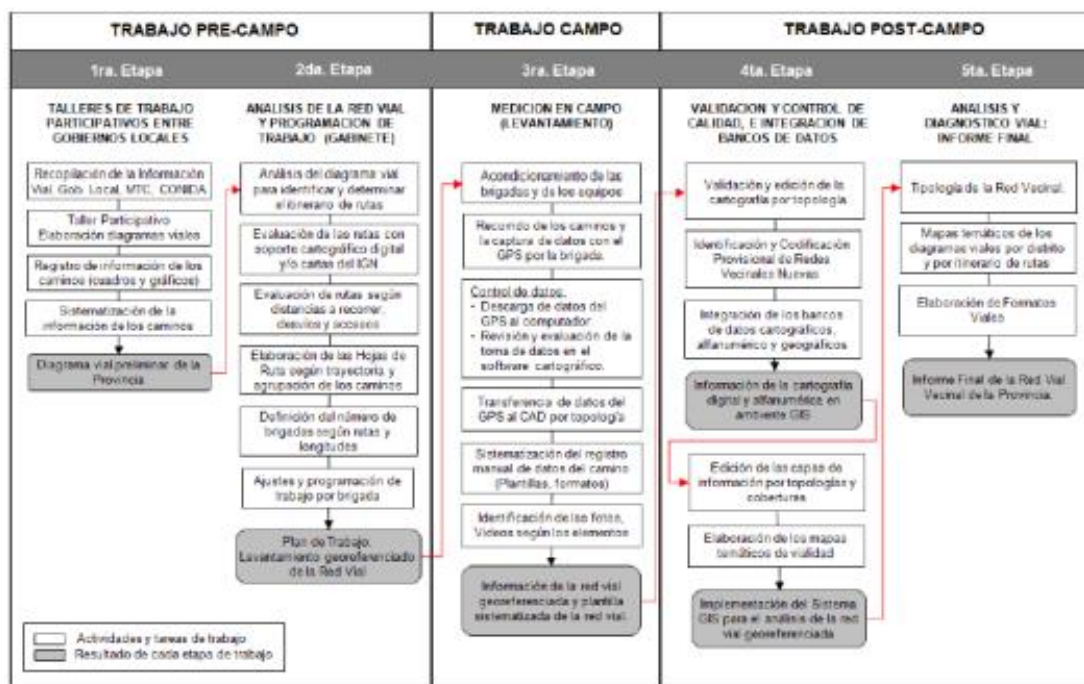 TRABAJO PRE-CAMPO
TRABAJO CAMPO
TRABAJO POST-CAMPO
1ra. Etapa
2da. Etapa
3ra. Etapa
4ta. Etapa
5ta. Etapa
TALLERES DE TRABAJO
PARTICIPATIVOS ENTRE
GOBIERNOS LOCALES
Recopilación de la Información
Vial. Gob. Local, MTC, CONIDA
Taller Participativo
Elaboración diagramas viales
Registro de información de los
caminos (cuadros y gráficos)
Sistematización de la
información de los caminos
Diagrama vial preliminar de la
Provincia
ANALISIS DE LA RED VIAL
Y PROGRAMACION DE
TRABAJO (GABINETE)
Análisis del diagrama vial
para identificar y determinar
el itinerario de rutas
Evaluación de las rutas con
soporte cartográfico digital
y/o cartas del IGN
Evaluación de rutas según
distancias a recorrer,
desvíos y accesos
Elaboración de las Hojas de
Ruta según trayectoria y
agrupación de los caminos
Definición del número de
brigadas según rutas y
longitudes
Ajustes y programación de
trabajo por brigada
Plan de Trabajo:
Levantamiento georeferenciado
de la Red Vial
MEDICION EN CAMPO
(LEVANTAMIENTO)
Acondicionamiento de las
brigadas y de los equipos
Recorrido de los caminos y
la captura de datos con el
GPS por la brigada.
Control de datos.
- Descarga de datos del
GPS al computador
- Revisión y evaluación de la
toma de datos en el
software cartográfico.
Transferencia de datos del
GPS al CAD por topología
Sistematización del registro
manual de datos del camino
(Plantillas, formatos)
Identificación de las fotos,
Videos según los elementos
Información de la red vial
georeferenciada y plantilla
sistematizada de la red vial.
VALIDACION Y CONTROL DE
CALIDAD, E INTEGRACION DE
BANCOS DE DATOS
Validación y edición de la
cartografía por topología
Identificación y Codificación
Provisional de Redes
Vecinales Nuevas
Integración de los bancos
de datos cartográficos,
alfanumérico y geográficos
Información de la cartografía
digital y alfanumérica en
ambiente GIS
Edición de las capas de
información por topologías y
coberturas
Elaboración de los mapas
temáticos de vialidad
Implementación del Sistema
GIS para el análisis de la red
vial georeferenciada
ANALISIS Y
DIAGNOSTICO VIAL:
INFORME FINAL
Tipología de la Red Vecinal.
Mapas temáticos de los
diagramas viales por distrito
y por itinerario de rutas
Elaboración de Formatos
Viales
Informe Final de la Red Vial
Vecinal de la Provincia.
Actividades y tareas de trabajo
Resultado de cada etapa de trabajo